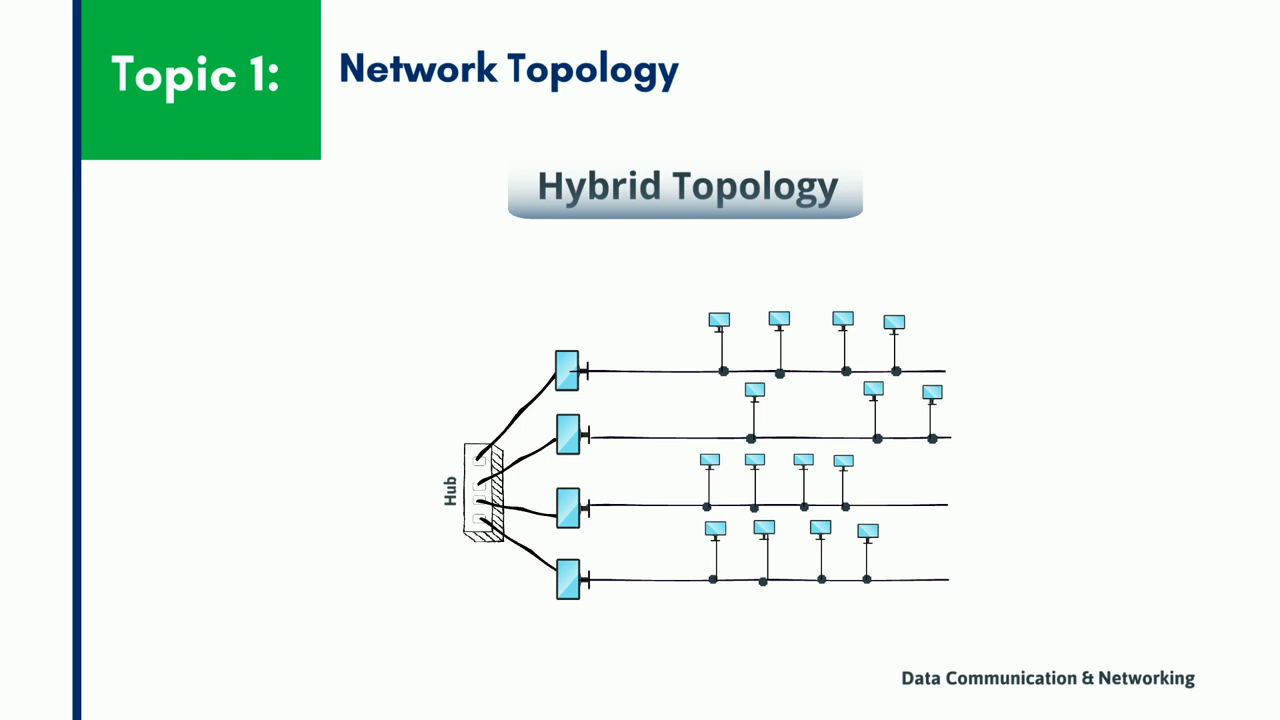 Topic 1:
Network Topology
Hybrid Topology
Hub
Data Communication & Networking